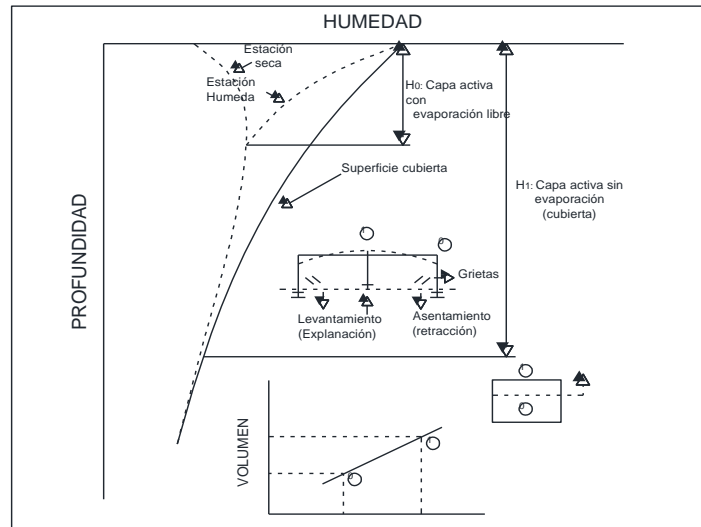 HUMEDAD
Estación
seca
Estación
Humeda
H0: Capa activa
con
evaporación libre
Superficie cubierta
H1: Capa activa sin
evaporación
(cubierta)
PROFUNDIDAD
Grietas
Levantamiento
(Explanación)
Asentamiento
(retracción)
VOLUMEN